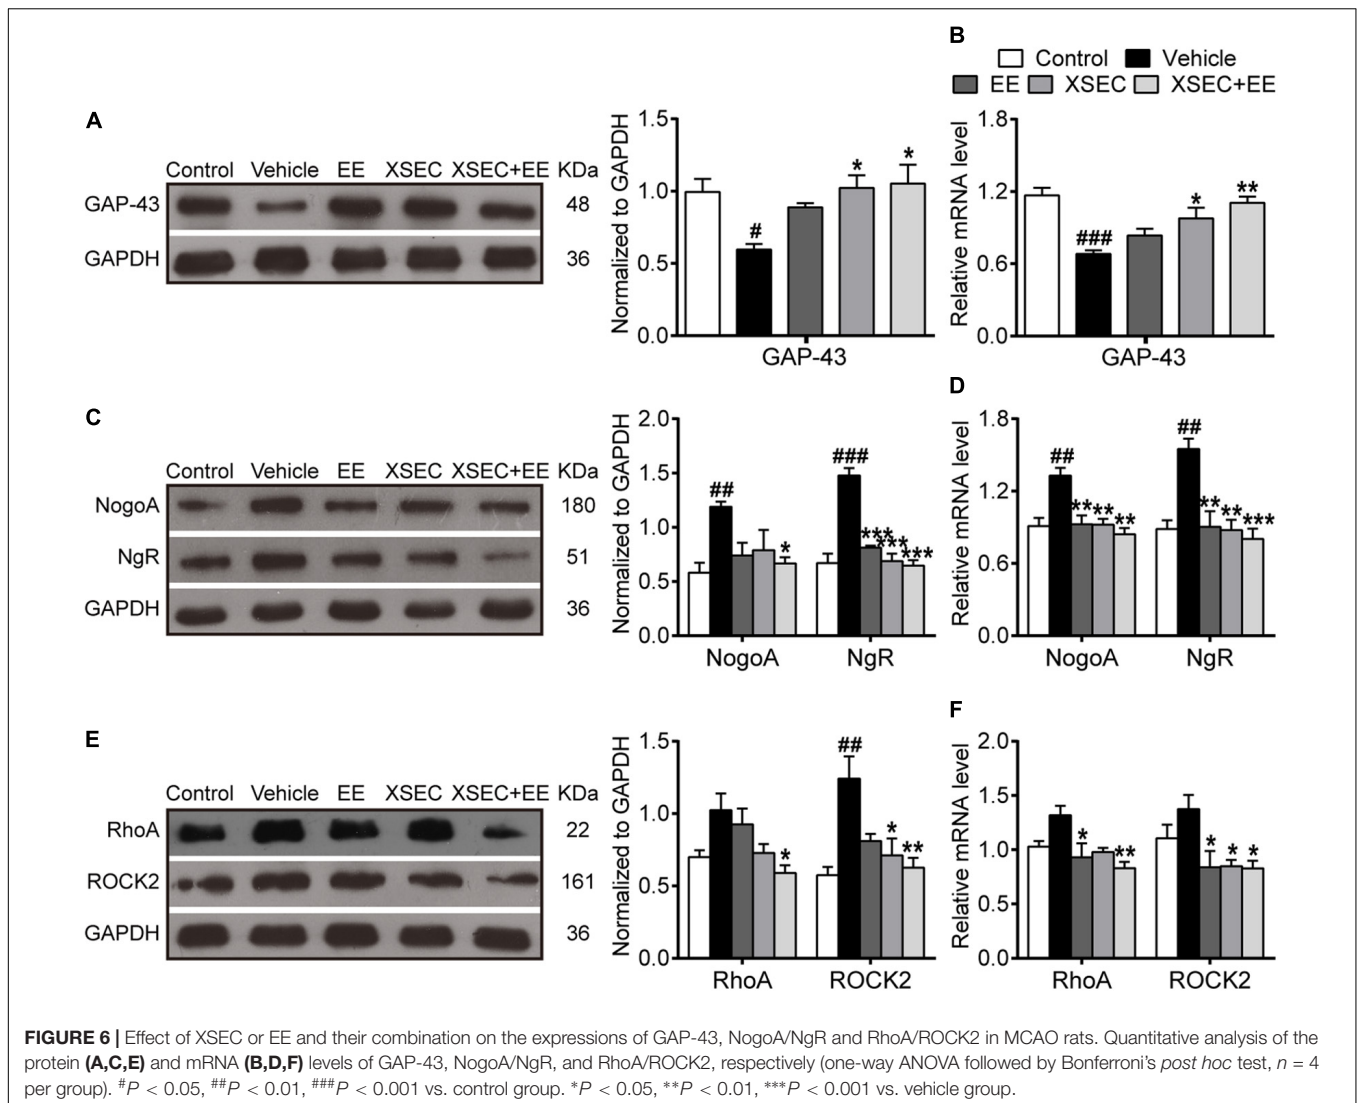 B
Control Vehicle
EE XSEC XSEC+EE
A
Control Vehicle EE XSEC XSEC+EE KDa
GAP-43 48
GAPDH 36
Normalized to GAPDH
1.5
1.0
0.5
0.0
# * *
GAP-43
Relative mRNA level
1.8
1.2
0.6
0.0
### * **
GAP-43
C
Control Vehicle EE XSEC XSEC+EE KDa
NogoA 180
NgR 51
GAPDH 36
Normalized to GAPDH
2.0
1.5
1.0
0.5
0.0
## * ### *** *** ***
NogoA NgR
D
Relative mRNA level
1.8
1.2
0.6
0.0
## ** ** ** ## ** ** ***
NogoA NgR
E
Control Vehicle EE XSEC XSEC+EE KDa
RhoA 22
ROCK2 161
GAPDH 36
Normalized to GAPDH
1.5
1.0
0.5
0.0
* ## * **
RhoA ROCK2
F
Relative mRNA level
2.0
1.5
1.0
0.5
0.0
* ** * * *
RhoA ROCK2
FIGURE 6 | Effect of XSEC or EE and their combination on the expressions of GAP-43, NogoA/NgR and RhoA/ROCK2 in MCAO rats. Quantitative analysis of the
protein (A,C,E) and mRNA (B,D,F) levels of GAP-43, NogoA/NgR, and RhoA/ROCK2, respectively (one-way ANOVA followed by Bonferroni's post hoc test, n = 4
per group). #P < 0.05, ##P < 0.01, ###P < 0.001 vs. control group. *P < 0.05, **P < 0.01, ***P < 0.001 vs. vehicle group.